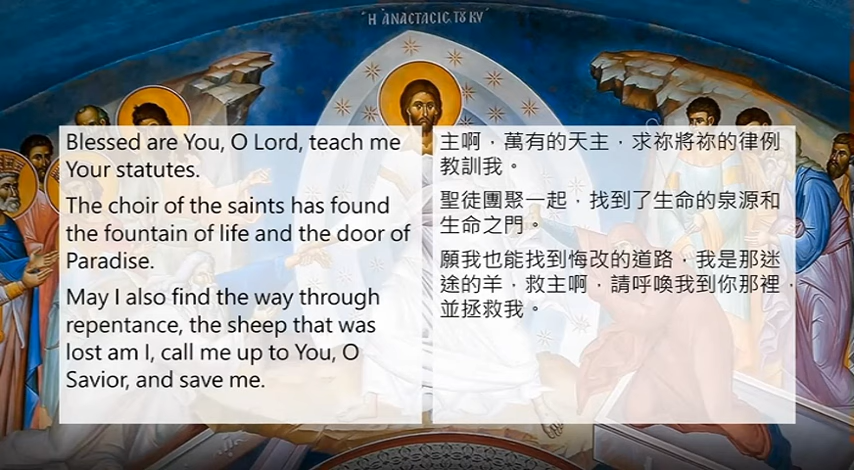 Ἡ ἈΝΑCΤΑCΙC ΤΟΥ ΚΥ
Blessed are You, O Lord, teach me
Your statutes.
The choir of the saints has found
the fountain of life and the door of
Paradise.
May I also find the way through
repentance, the sheep that was
lost am I, call me up to You, O
Savior, and save me.
主啊，萬有的天主，求祢將祢的律例
教訓我。
聖徒團聚一起，找到了生命的泉源和
生命之門。
願我也能找到悔改的道路，我是那迷
途的羊，救主啊，請呼喚我到你那裡，
並拯救我。